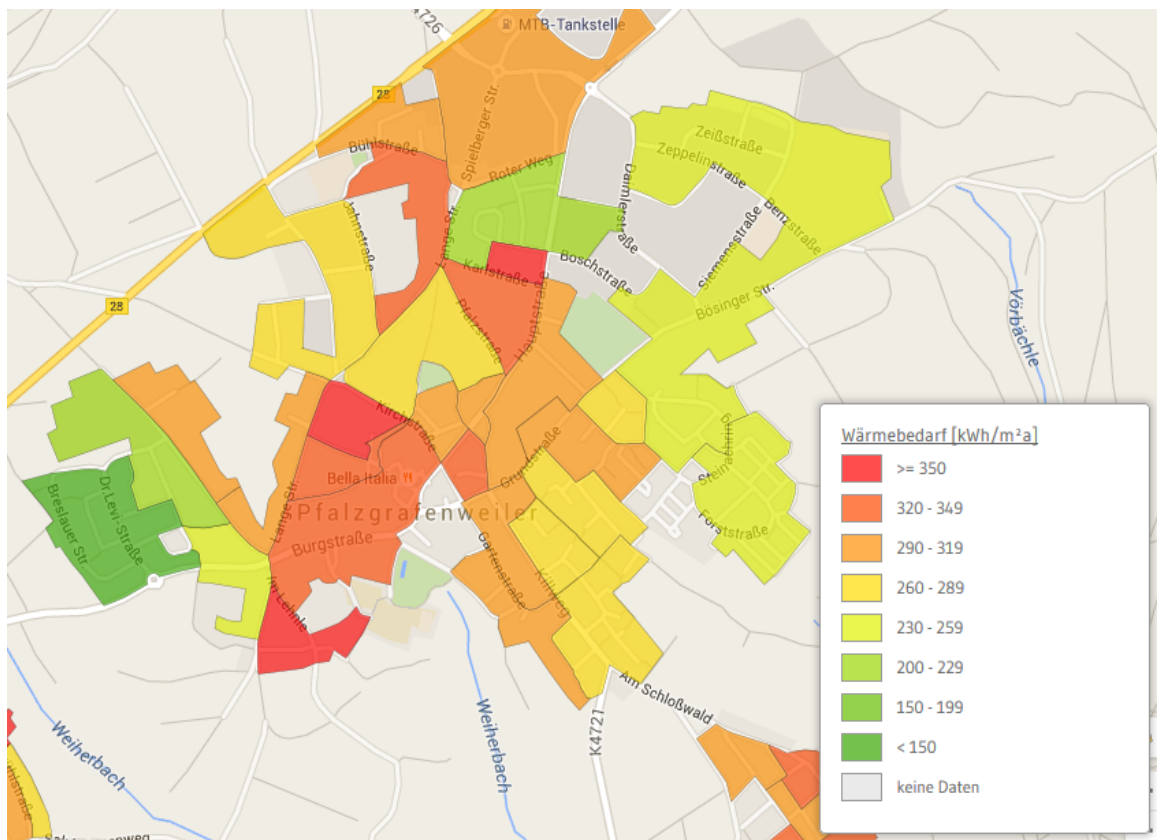 K4726
MTB-Tankstelle
28
Spielberger Str.
Bühlstraße
Roter Weg
Zeißstraße
Zeppelinstraße
Daimlerstraße
Jahnstraße
Lange Str.
Benzstraße
Siemensstraße
Karlstraße
Boschstraße
28
Pfalzstraße
Hauptstraße
Bösinger Str.
Vörbächle
Kirchstraße
Steinachring
Bella Italia
Grundstraße
Breslauer Str.
Dr.Levi-Straße
Lange Str.
Pfalzgrafenweiler
Forststraße
Burgstraße
Gartenstraße
Killweg
Im Lehnle
Am Schloßwald
Weiherbach
Weiherbach
K4721
Wärmebedarf [kWh/m²a]
>= 350
320 - 349
290 - 319
260 - 289
230 - 259
200 - 229
150 - 199
< 150
keine Daten